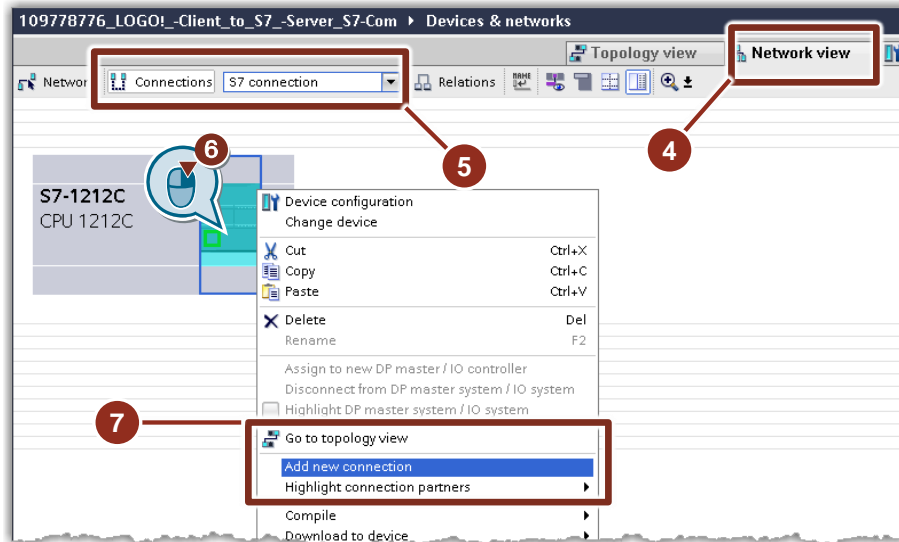 109778776_LOGO!_-Client_to_S7_-Server_S7-Com ▸ Devices & networks
Topology view
Network view
Networ
Connections
S7 connection
Relations
4
5
6
S7-1212C
CPU 1212C
Device configuration
Change device
Cut Ctrl+X
Copy Ctrl+C
Paste Ctrl+V
Delete Del
Rename F2
Assign to new DP master / IO controller
Disconnect from DP master system / IO system
Highlight DP master system / IO system
7
Go to topology view
Add new connection
Highlight connection partners
Compile
Download to device